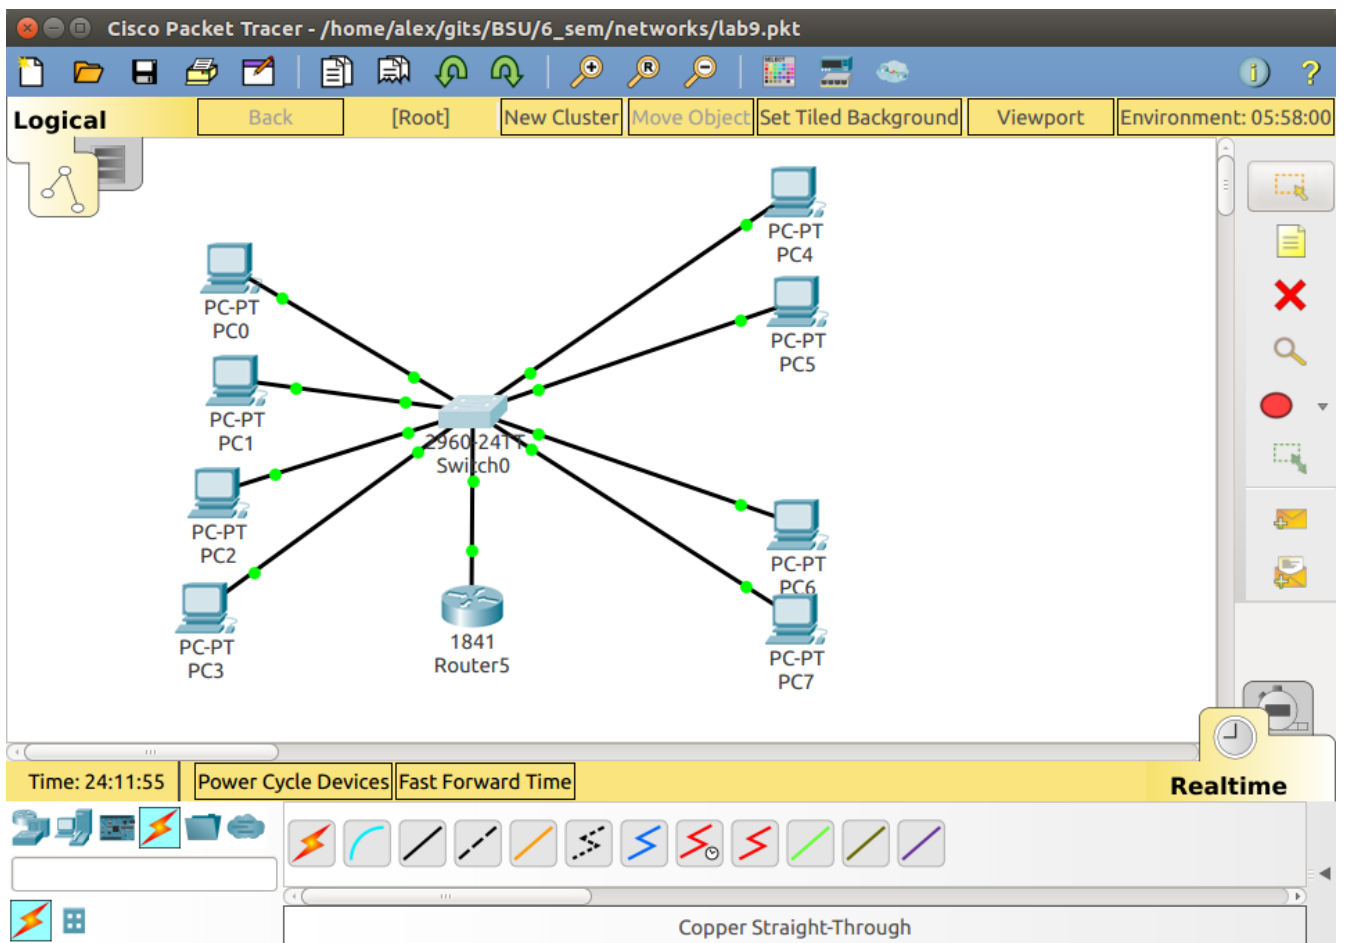 Cisco Packet Tracer - /home/alex/gits/BSU/6_sem/networks/lab9.pkt
Logical
Back
[Root]
New Cluster
Move Object
Set Tiled Background
Viewport
Environment: 05:58:00
PC-PT
PC4
PC-PT
PC0
PC-PT
PC5
PC-PT
PC1
2960-24TT
Switch0
PC-PT
PC2
PC-PT
PC6
PC-PT
PC3
1841
Router5
PC-PT
PC7
Time: 24:11:55
Power Cycle Devices
Fast Forward Time
Realtime
Copper Straight-Through